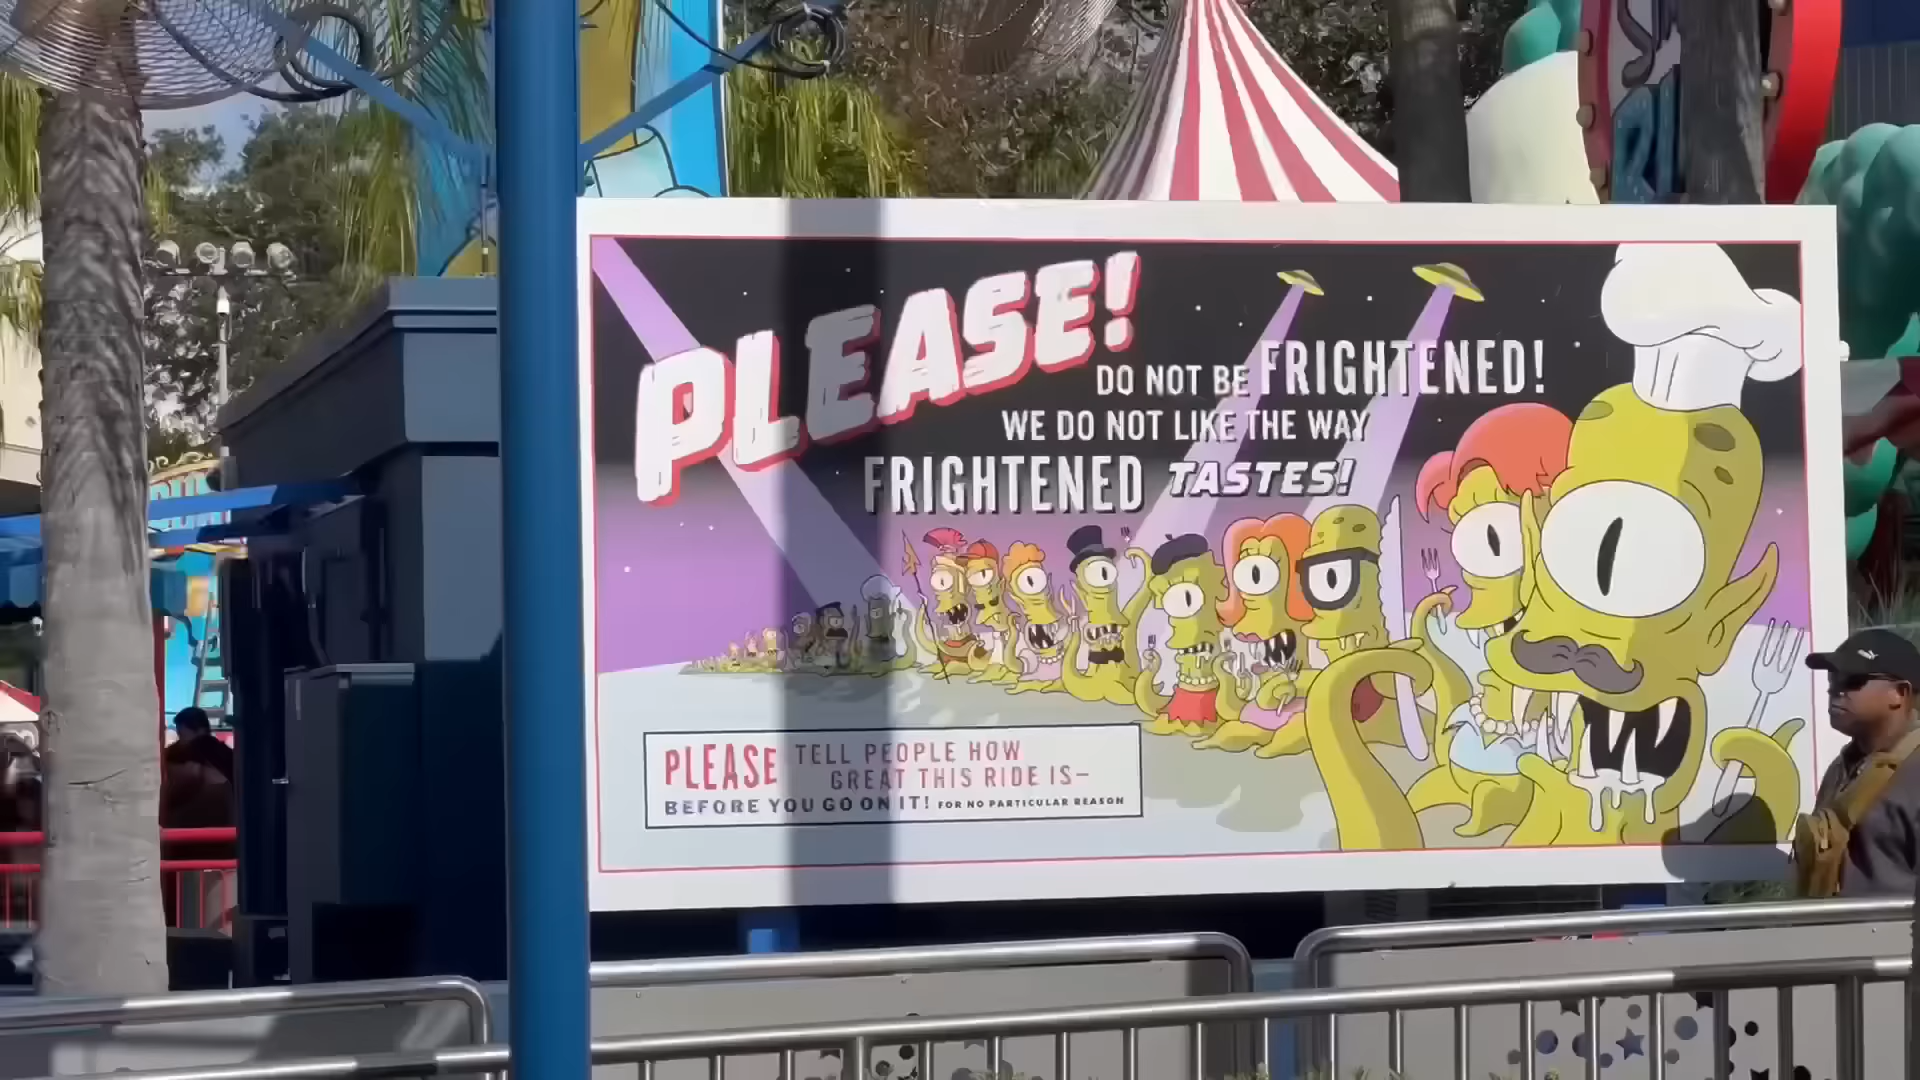 PLEASE!
DO NOT BE FRIGHTENED!
WE DO NOT LIKE THE WAY
FRIGHTENED TASTES!
PLEASE TELL PEOPLE HOW
GREAT THIS RIDE IS–
BEFORE YOU GO ON IT! FOR NO PARTICULAR REASON